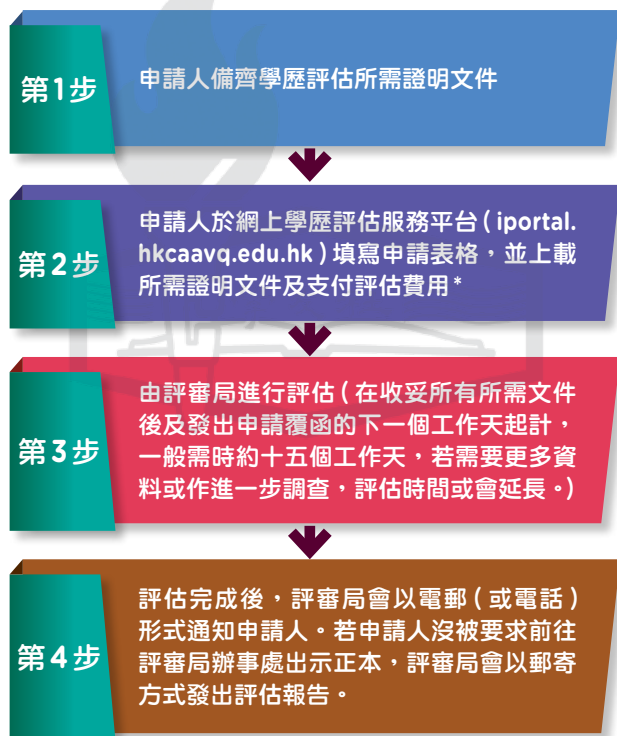 第1步
申請人備齊學歷評估所需證明文件
第2步
申請人於網上學歷評估服務平台(iportal.
hkcaavq.edu.hk)填寫申請表格,並上載
所需證明文件及支付評估費用*
第3步
由評審局進行評估(在收妥所有所需文件
後及發出申請覆函的下一個工作天起計,
一般需時約十五個工作天,若需要更多資
料或作進一步調查,評估時間或會延長。)
第4步
評估完成後,評審局會以電郵(或電話)
形式通知申請人。若申請人沒被要求前往
評審局辦事處出示正本,評審局會以郵寄
方式發出評估報告。